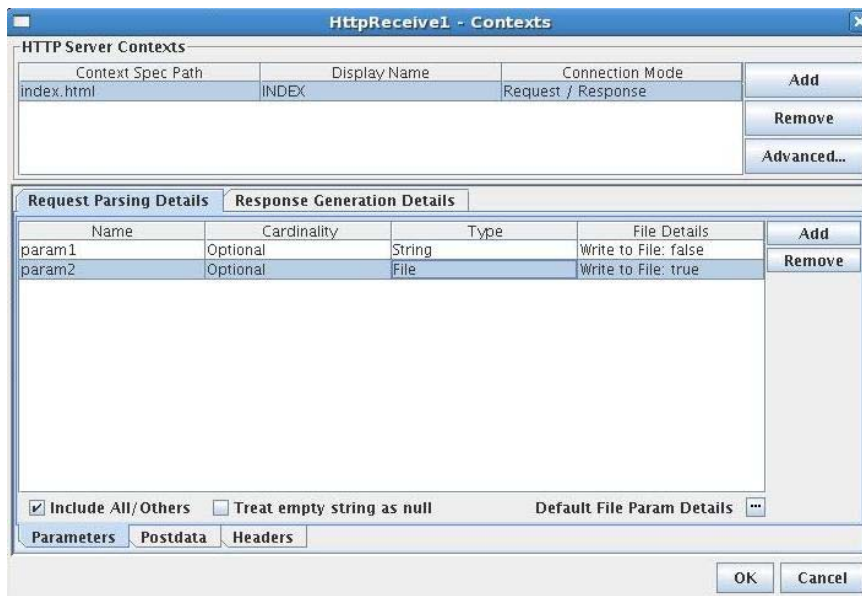 HttpReceive1 - Contexts
HTTP Server Contexts
Context Spec Path Display Name Connection Mode
index.html INDEX Request / Response
Add
Remove
Advanced...
Request Parsing Details Response Generation Details
Name Cardinality Type File Details
param1 Optional String Write to File: false
param2 Optional File Write to File: true
Add
Remove
Include All/Others Treat empty string as null Default File Param Details ...
Parameters Postdata Headers
OK Cancel